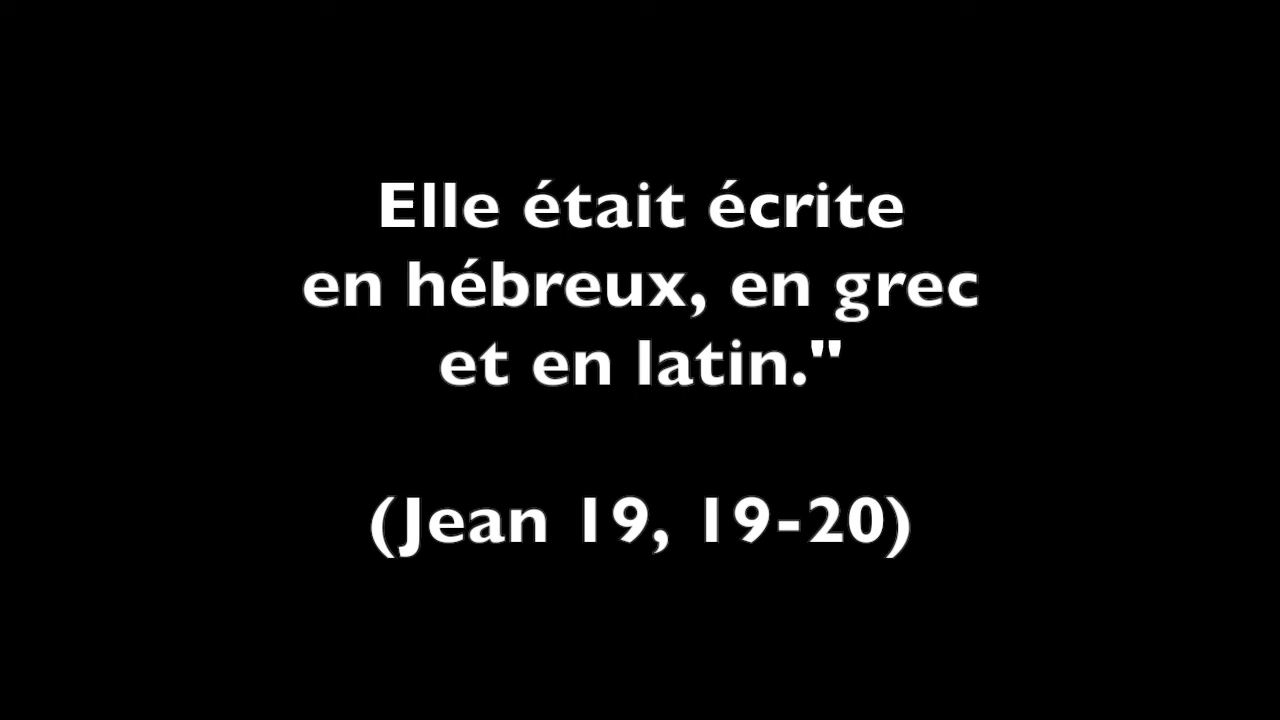 Elle était écrite
en hébreux, en grec
et en latin."
(Jean 19, 19-20)